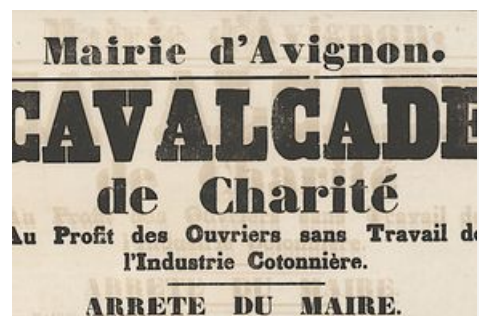 Mairie d'Avignon.
CAVALCADE
de Charité
Au Profit des Ouvriers sans Travail de
l'Industrie Cotonnière.
ARRETE DU MAIRE.